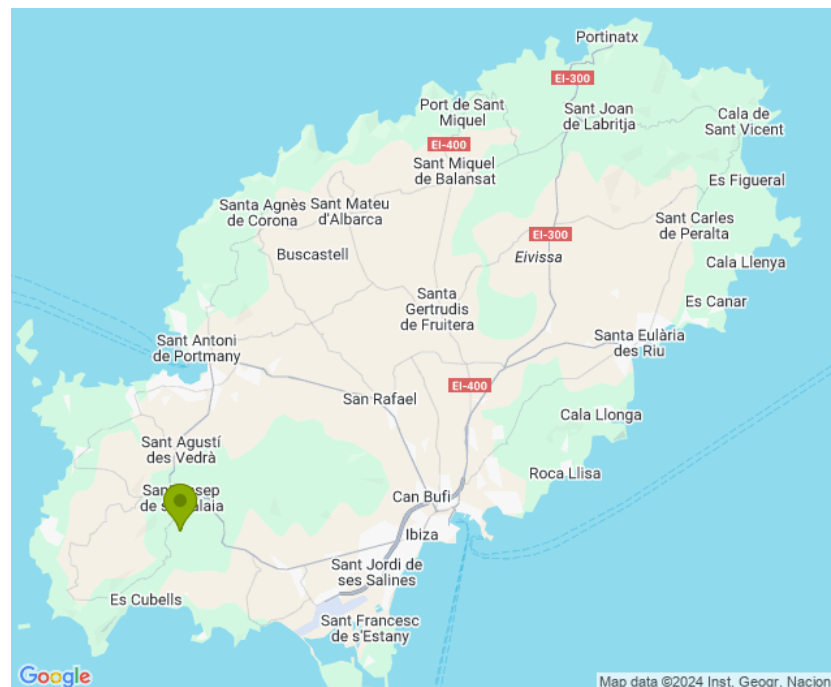 Portinatx
EI-300
Port de Sant
Miquel
Sant Joan
de Labritja
Cala de
Sant Vicent
EI-400
Sant Miquel
de Balansat
Es Figueral
Santa Agnès
de Corona
Sant Mateu
d'Albarca
Sant Carles
de Peralta
EI-300
Buscastell
Eivissa
Cala Llenya
Santa
Gertrudis
de Fruitera
Es Canar
Sant Antoni
de Portmany
Santa Eulària
des Riu
EI-400
San Rafael
Cala Llonga
Sant Agustí
des Vedrà
Roca Llisa
Can Bufí
Ibiza
Sant Jordi de
ses Salines
Es Cubells
Sant Francesc
de s'Estany
Google
Map data ©2024 Inst. Geogr. Nacion